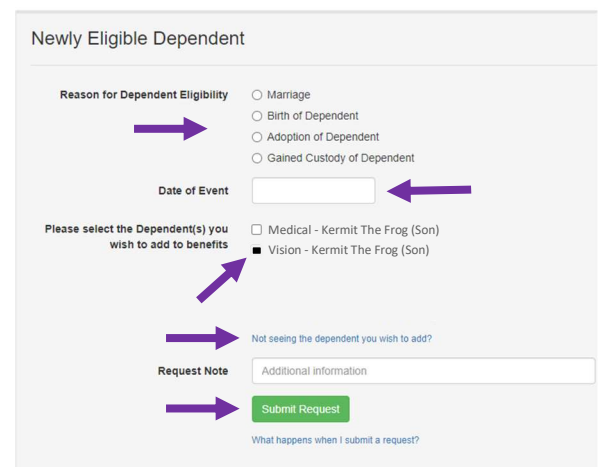 Newly Eligible Dependent
Reason for Dependent Eligibility
Marriage
Birth of Dependent
Adoption of Dependent
Gained Custody of Dependent
Date of Event
Please select the Dependent(s) you
wish to add to benefits
Medical - Kermit The Frog (Son)
Vision - Kermit The Frog (Son)
Not seeing the dependent you wish to add?
Request Note
Additional information
Submit Request
What happens when I submit a request?